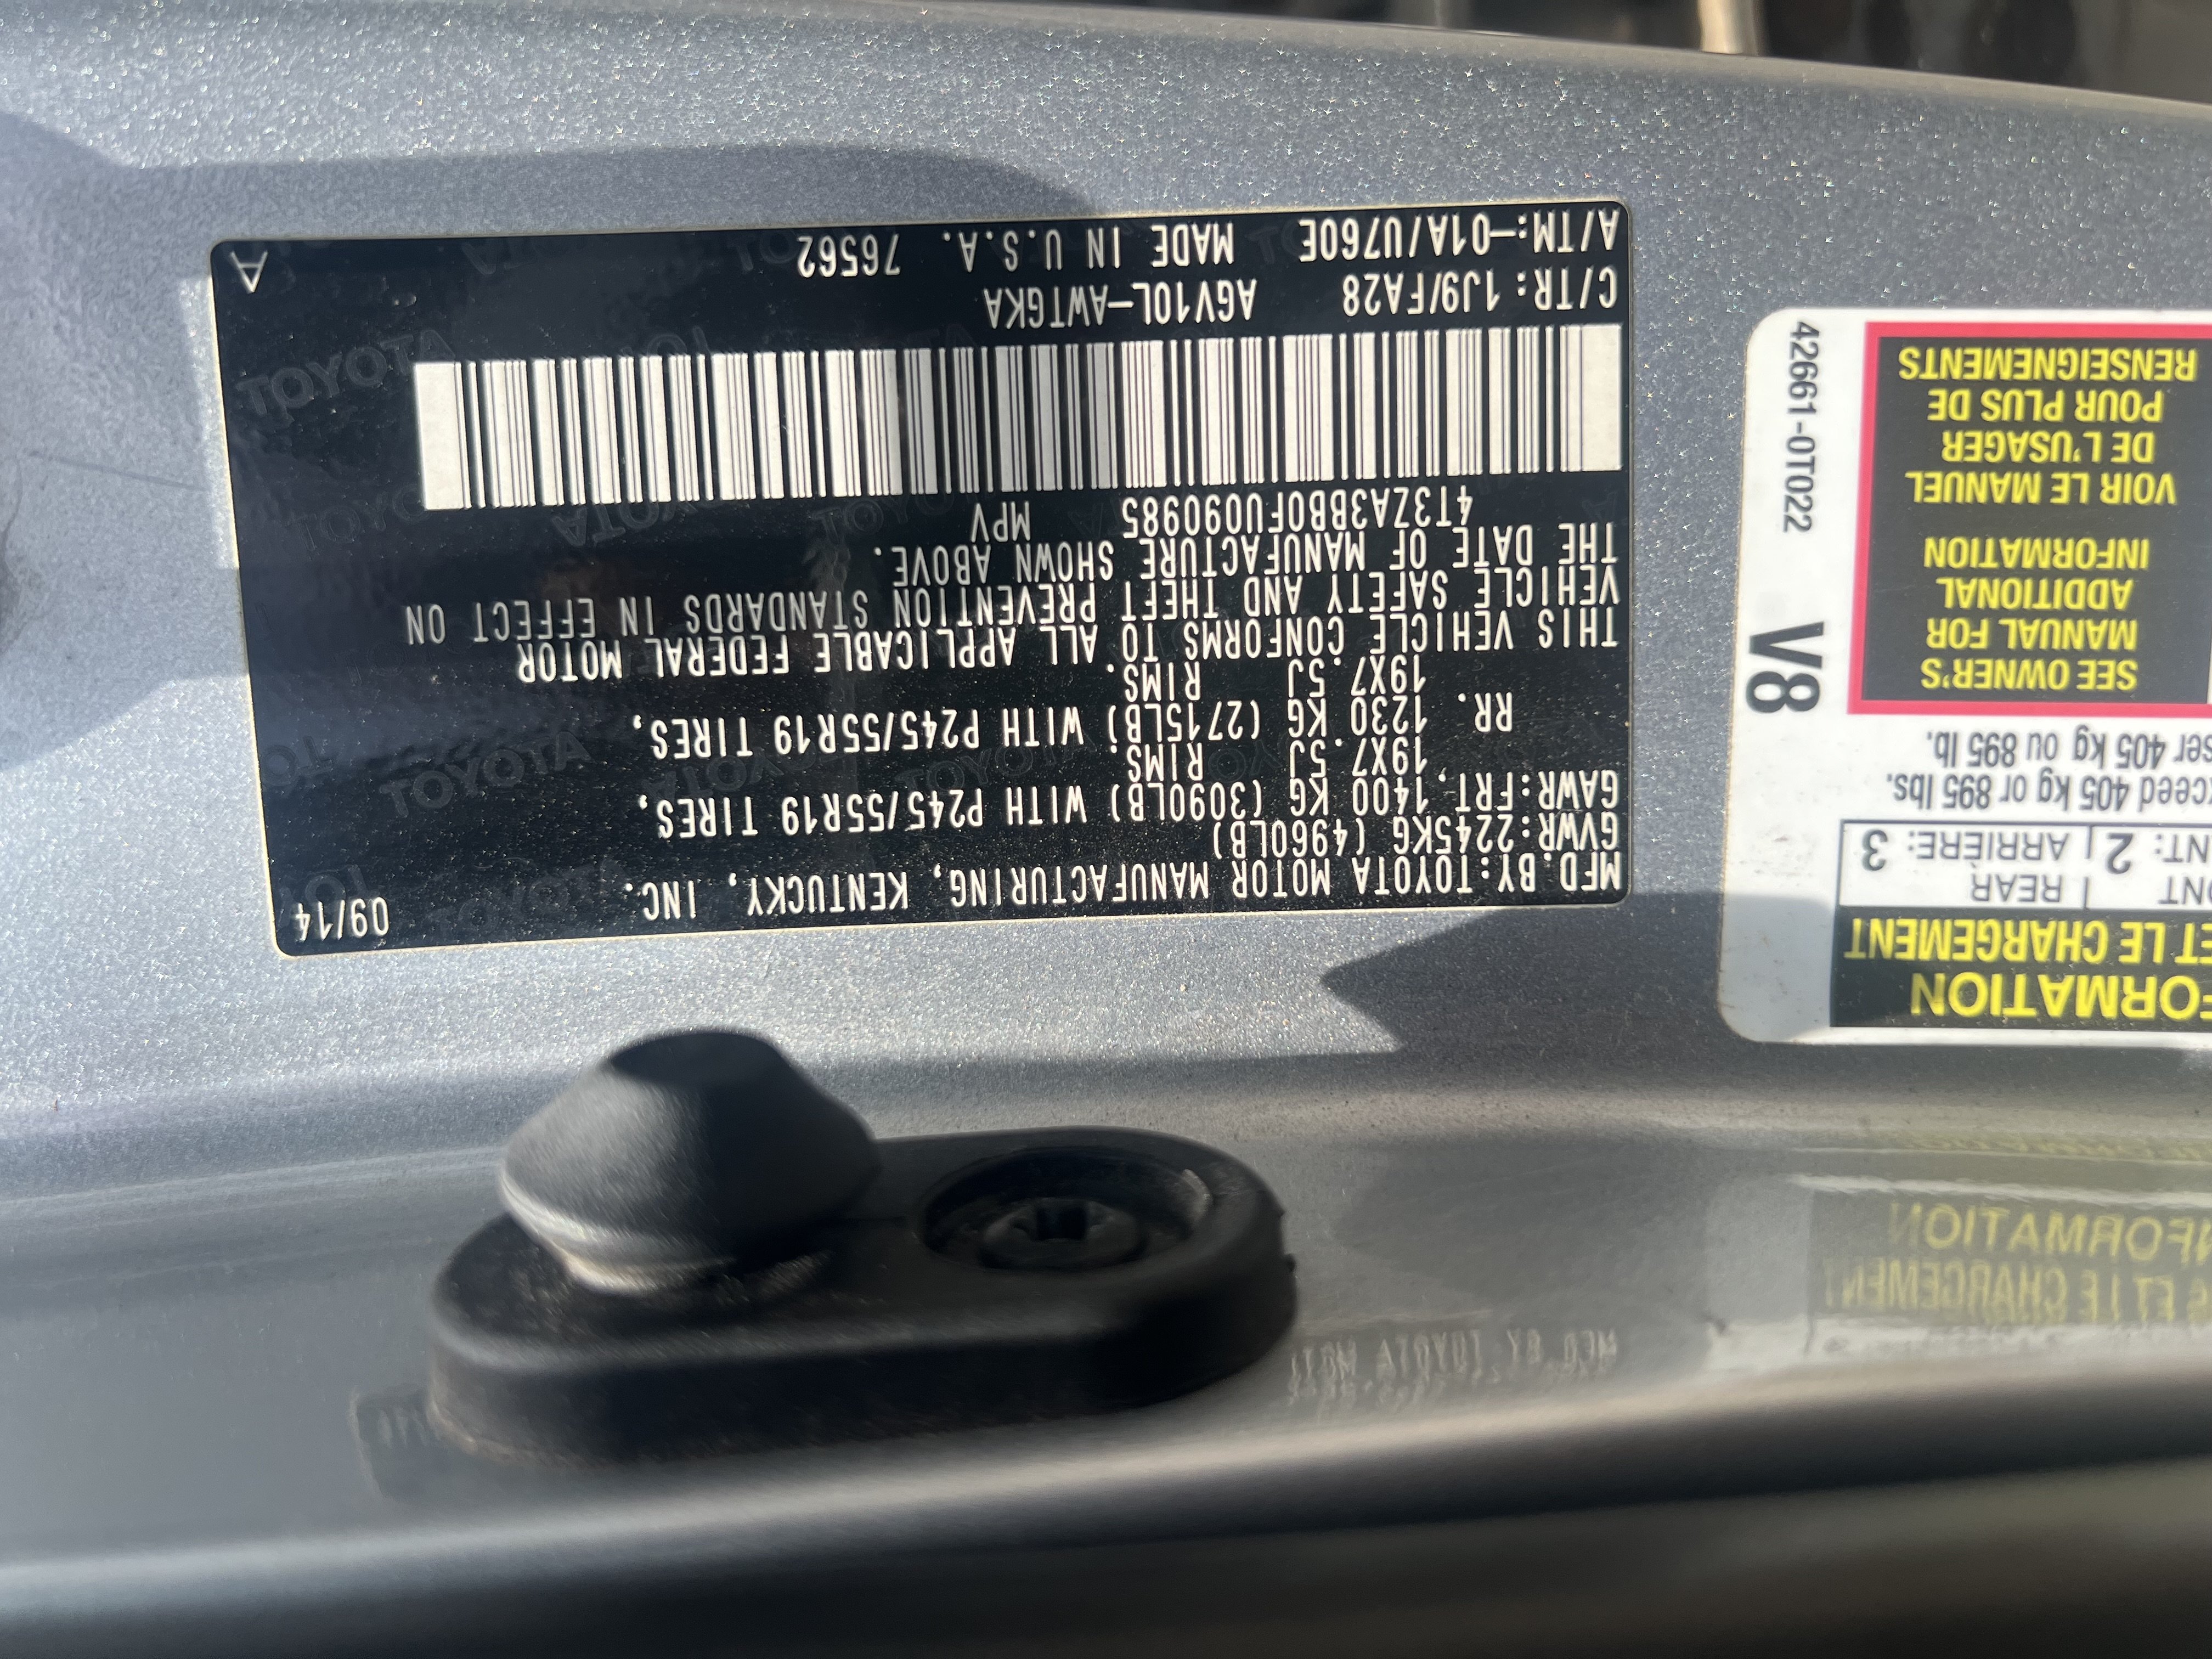 MFD.BY:TOYOTA MOTOR MANUFACTURING, KENTUCKY, INC. 09/14
GVWR:2245KG (4960LB)
GAWR:FRT. 1400 KG (3090LB) WITH P245/55R19 TIRES,
19X7.5J RIMS.
RR. 1230 KG (2715LB) WITH P245/55R19 TIRES,
19X7.5J RIMS.
THIS VEHICLE CONFORMS TO ALL APPLICABLE FEDERAL MOTOR
VEHICLE SAFETY AND THEFT PREVENTION STANDARDS IN EFFECT ON
THE DATE OF MANUFACTURE SHOWN ABOVE.
4T3ZA3BB0FU090985 MPV
C/TR: 1J9/FA28 AGV10L-AWTGKA
A/TM:-01A/U760E MADE IN U.S.A. 76562 A
TOYOTA
FORMATION
ET LE CHARGEMENT
REAR
ARRIÈRE: 3
2
405 kg or 895 lbs.
405 kg ou 895 lb.
SEE OWNER'S
MANUAL FOR
ADDITIONAL
INFORMATION
VOIR LE MANUEL
DE L'USAGER
POUR PLUS DE
RENSEIGNEMENTS
42661-0T022
V8